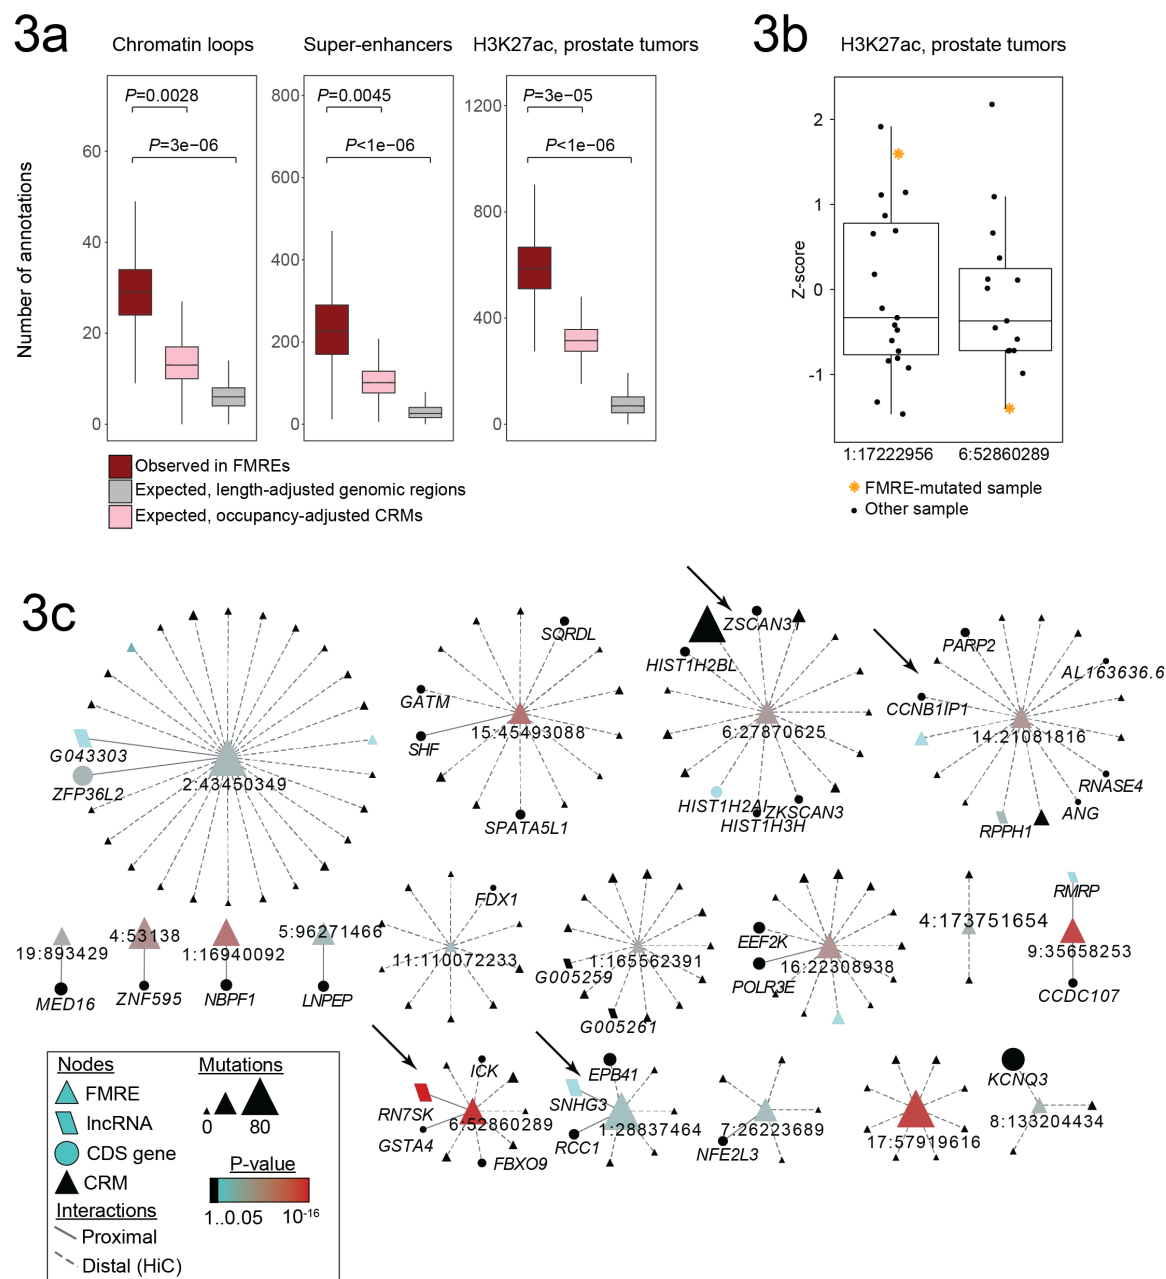 3a
Chromatin loops
Super-enhancers
H3K27ac, prostate tumors
Number of annotations
P=0.0028
P=3e−06
60
40
20
0
P=0.0045
P<1e−06
800
600
400
200
0
P=3e−05
P<1e−06
1200
800
400
0
Observed in FMREs
Expected, length-adjusted genomic regions
Expected, occupancy-adjusted CRMs
3b
H3K27ac, prostate tumors
Z-score
2
1
0
-1
1:17222956
6:52860289
FMRE-mutated sample
Other sample
3c
G043303
ZFP36L2
2:43450349
SQRDL
GATM
SHF
15:45493088
SPATA5L1
ZSCAN31
HIST1H2BL
6:27870625
HIST1H2AI
ZKSCAN3
HIST1H3H
PARP2
AL163636.6
CCNB1IP1
14:21081816
RNASE4
ANG
RPPH1
19:893429
MED16
4:53138
ZNF595
1:16940092
NBPF1
5:96271466
LNPEP
FDX1
11:110072233
1:165562391
G005259
G005261
EEF2K
16:22308938
POLR3E
4:173751654
RMRP
9:35658253
CCDC107
ICK
RN7SK
6:52860289
GSTA4
FBXO9
EPB41
SNHG3
1:28837464
RCC1
7:26223689
NFE2L3
17:57919616
KCNQ3
8:133204434
Nodes
FMRE
lncRNA
CDS gene
CRM
Interactions
Proximal
Distal (HiC)
Mutations
0
80
P-value
1..0.05
10-16